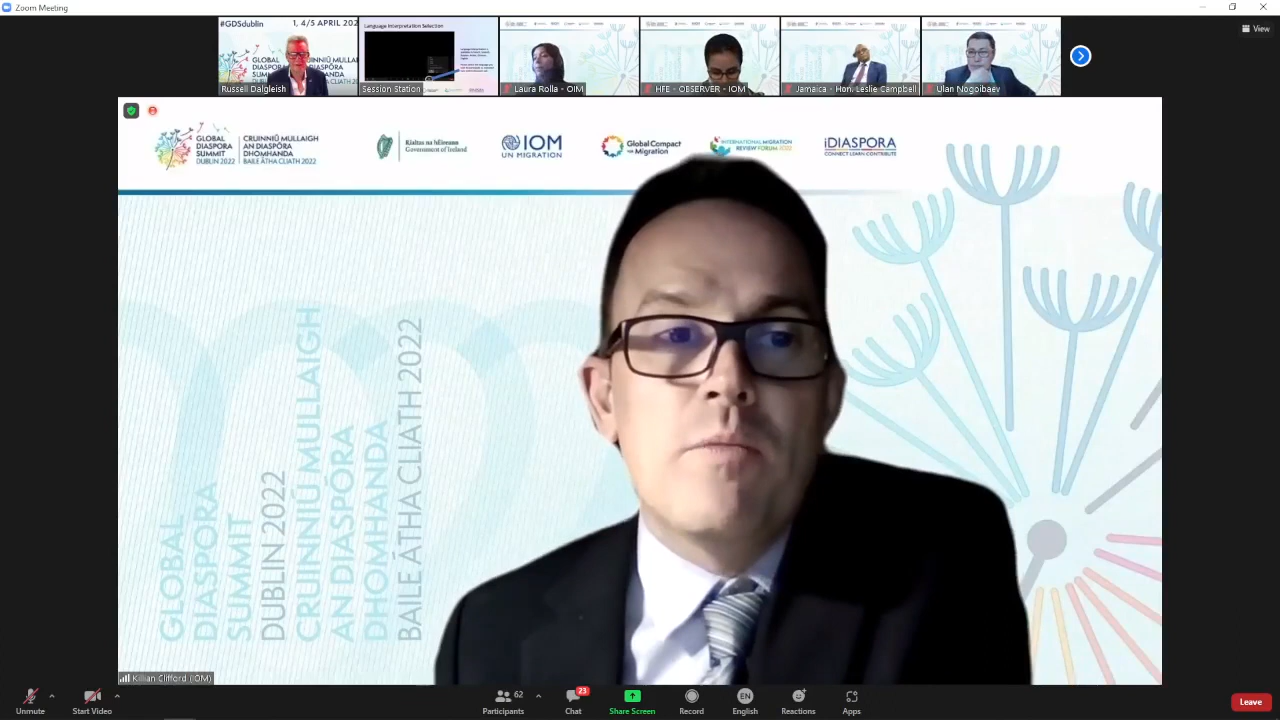 Zoom Meeting
View
#GDSdublin
1, 4/5 APRIL 202
Russell Dalgleish
Language Interpretation Selection
Session Station
Laura Rolla - OIM
HFE - OBSERVER - IOM
Jamaica - Hon. Leslie Campbell
Ulan Nogoibaev
GLOBAL
DIASPORA
SUMMIT
DUBLIN 2022
CRUINNIÚ MULLAIGH
AN DIASPÓRA
DHOMHANDA
BAILE ÁTHA CLIATH 2022
Rialtas na hÉireann
Government of Ireland
IOM
UN MIGRATION
Global Compact
for Migration
INTERNATIONAL MIGRATION
REVIEW FORUM 2022
iDIASPORA
CONNECT LEARN CONTRIBUTE
GLOBAL
DIASPORA
SUMMIT
DUBLIN 2022
CRUINNIÚ MULLAIGH
AN DIASPÓRA
DHOMHANDA
BAILE ÁTHA CLIATH 2022
Killian Clifford (IOM)
Unmute
Start Video
Participants
62
Chat
23
Share Screen
Record
EN
English
Reactions
Apps
Leave